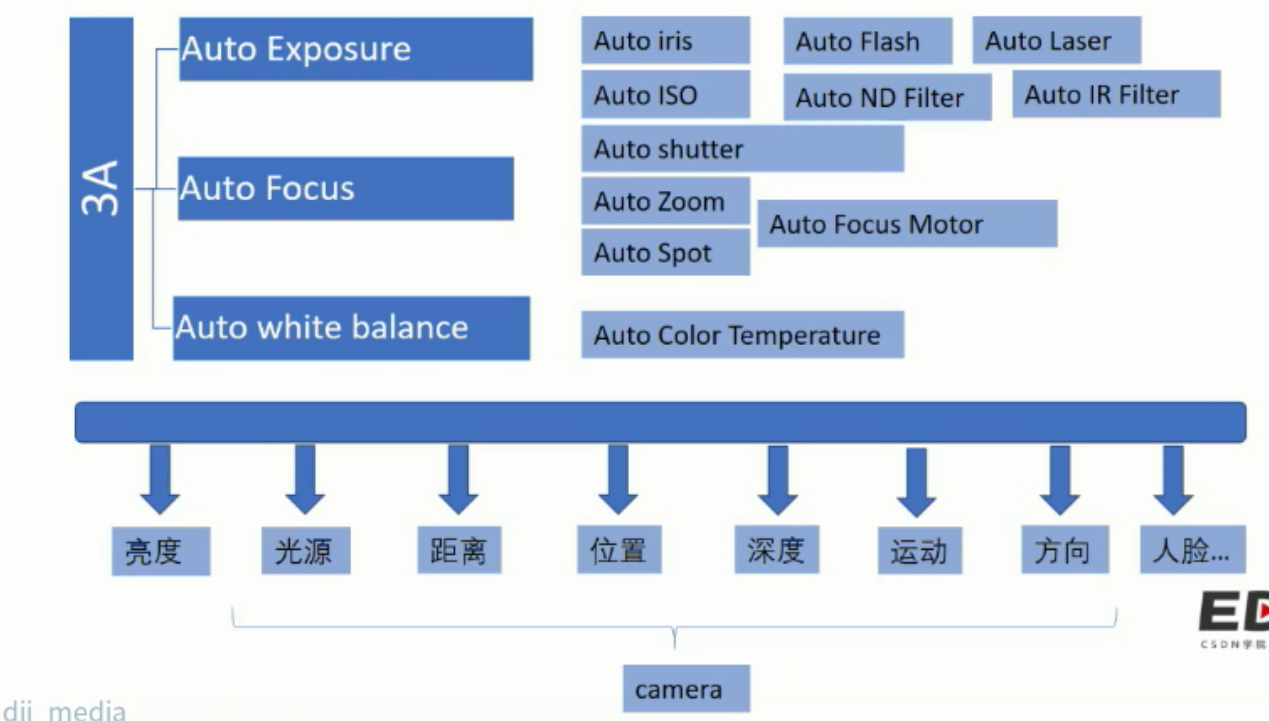 3A
Auto Exposure
Auto iris
Auto Flash
Auto Laser
Auto ISO
Auto ND Filter
Auto IR Filter
Auto shutter
Auto Focus
Auto Zoom
Auto Focus Motor
Auto Spot
Auto white balance
Auto Color Temperature
亮度
光源
距离
位置
深度
运动
方向
人脸...
camera
ED
CSDN学院
dji_media